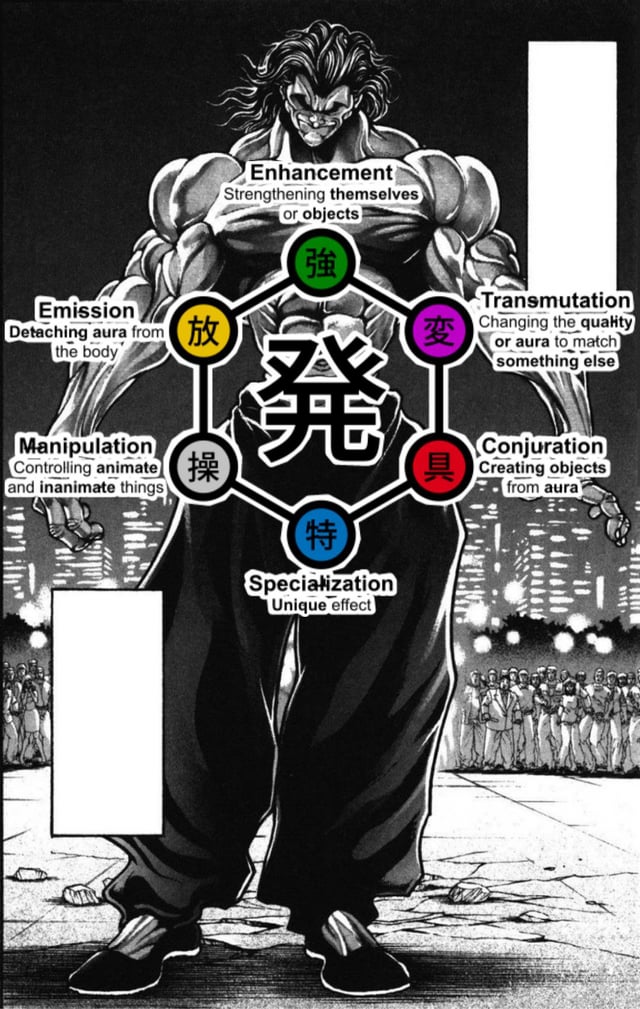 Enhancement
Strengthening themselves
or objects
強
Emission
Detaching aura from
the body
放
変
Transmutation
Changing the quality
or aura to match
something else
発
Manipulation
Controlling animate
and inanimate things
操
具
Conjuration
Creating objects
from aura
特
Specialization
Unique effect